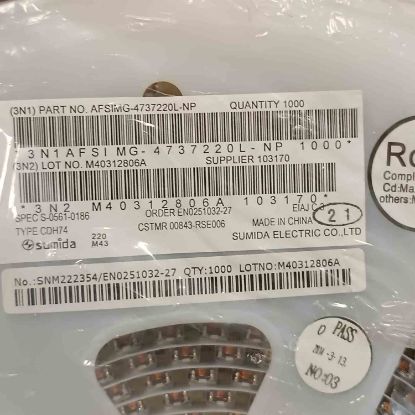 (3N1) PART NO. AFSIMG-4737220L-NP QUANTITY 1000
* 3N1AFSIMG-4737220L-NP 1000*
(3N2) LOT NO. M40312806A SUPPLIER 103170
* 3N2 M40312806A 103170*
SPEC S-0561-0186 ORDER EN0251032-27 EIAJ C-3
TYPE CDH74 220 CSTMR 00843-RSE006 MADE IN CHINA 21
sumida M43 SUMIDA ELECTRIC CO.,LTD
No.:SNM222354/EN0251032-27 QTY:1000 LOTNO:M40312806A
Ro
Compl
Cd:Ma
others:M
PASS
NO:03